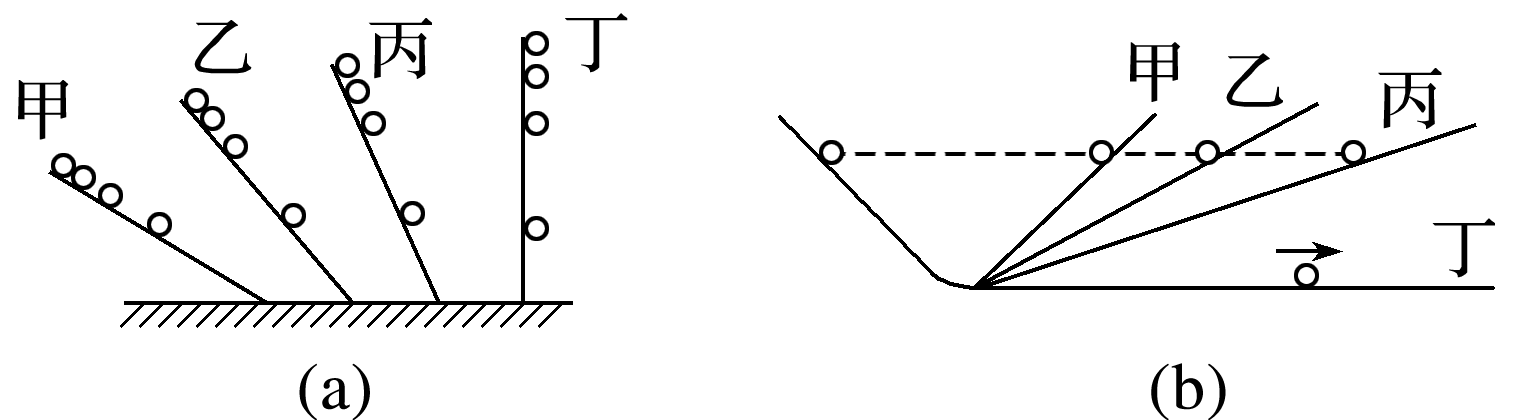 甲 乙 丙 丁
甲 乙 丙
丁
(a) (b)